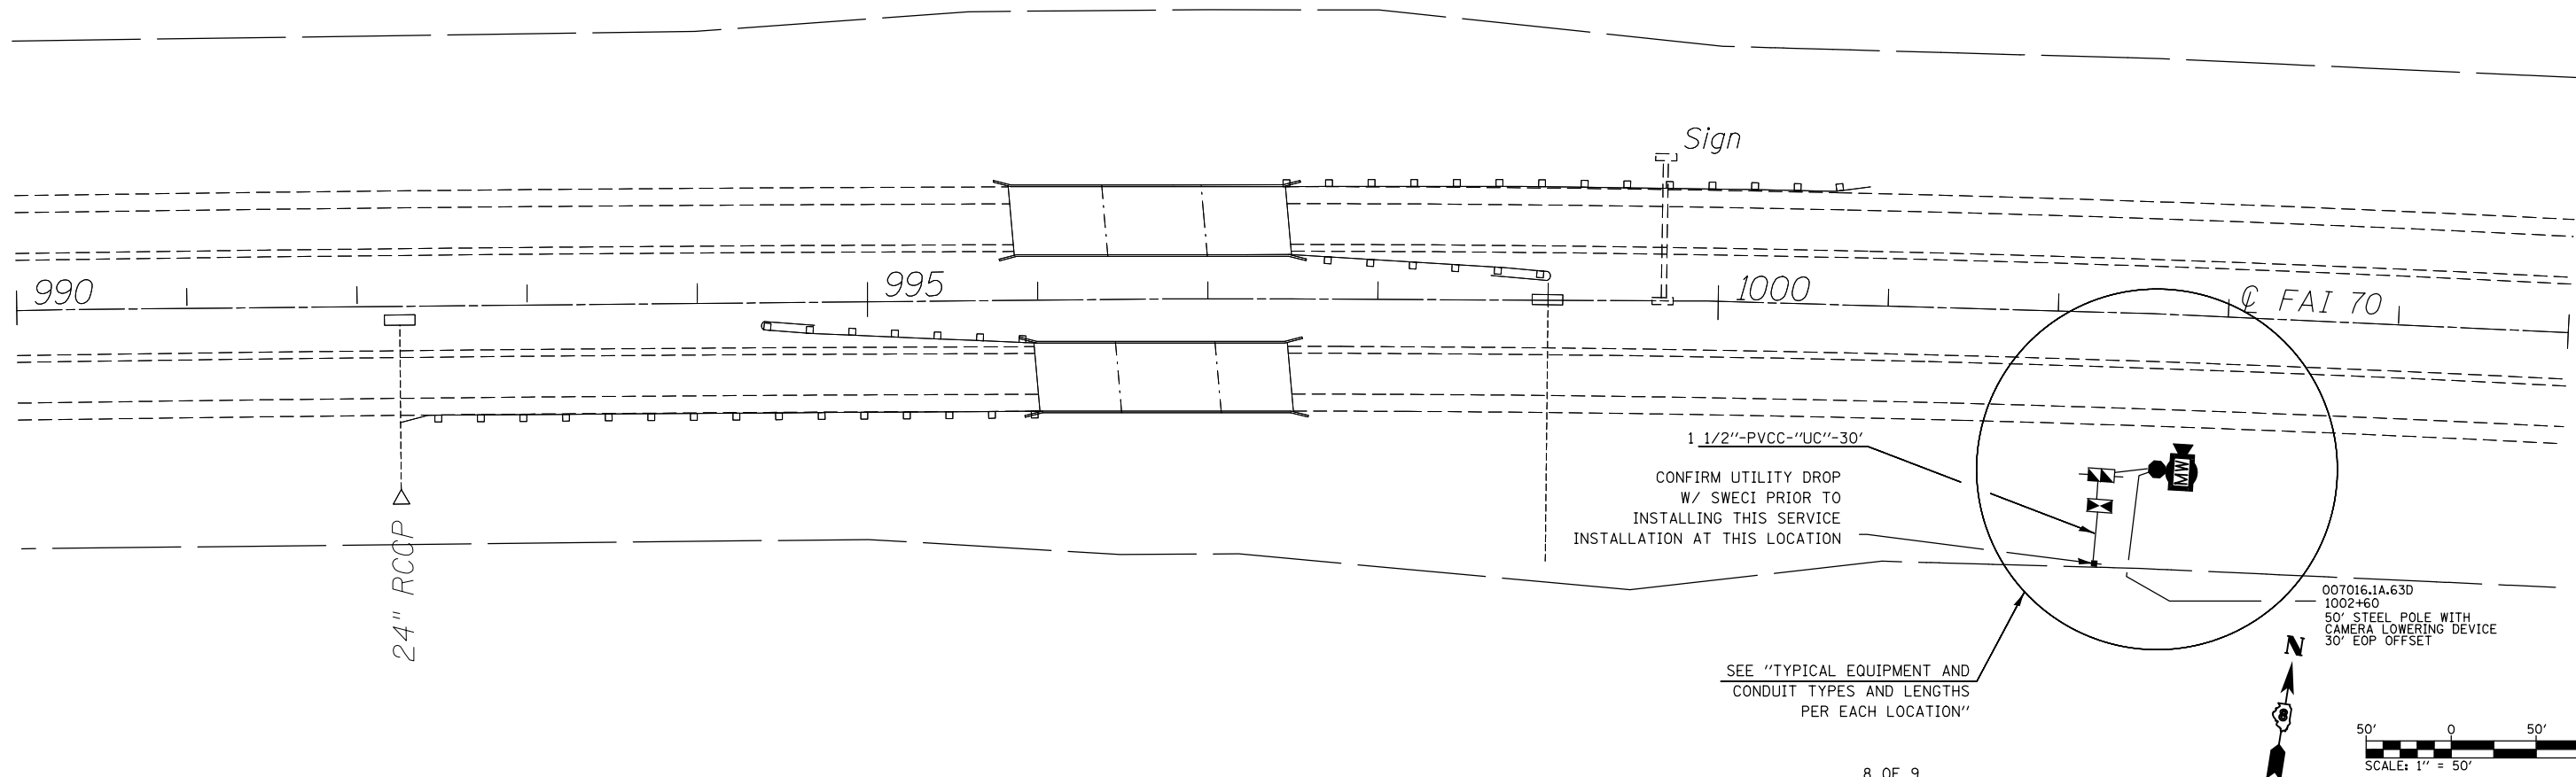 Sign
990
995
1000
℄ FAI 70
24" RCCP
1 1/2"-PVCC-"UC"-30'
CONFIRM UTILITY DROP
W/ SWECI PRIOR TO
INSTALLING THIS SERVICE
INSTALLATION AT THIS LOCATION
MW
007016.1A.63D
1002+60
50' STEEL POLE WITH
CAMERA LOWERING DEVICE
30' EOP OFFSET
SEE "TYPICAL EQUIPMENT AND
CONDUIT TYPES AND LENGTHS
PER EACH LOCATION"
N
8
50' 0 50'
SCALE: 1" = 50'
8 OF 9